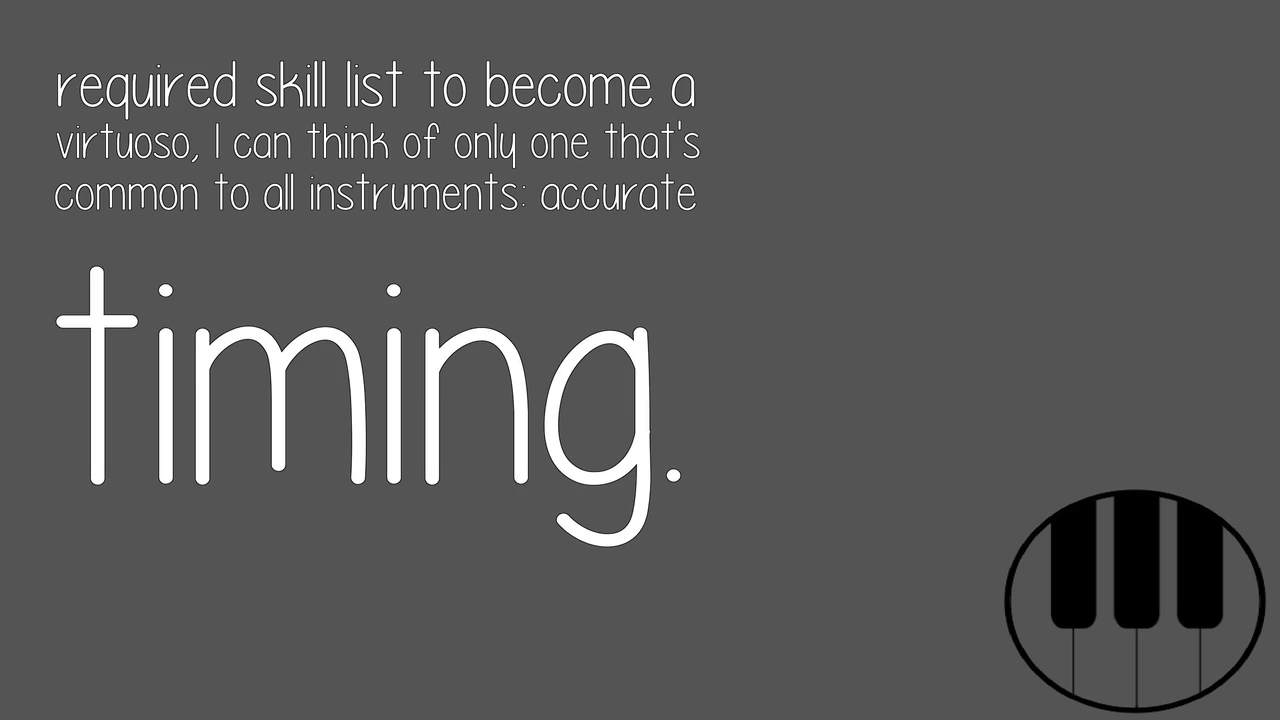 required skill list to become a
virtuoso, I can think of only one that's
common to all instruments: accurate
timing.